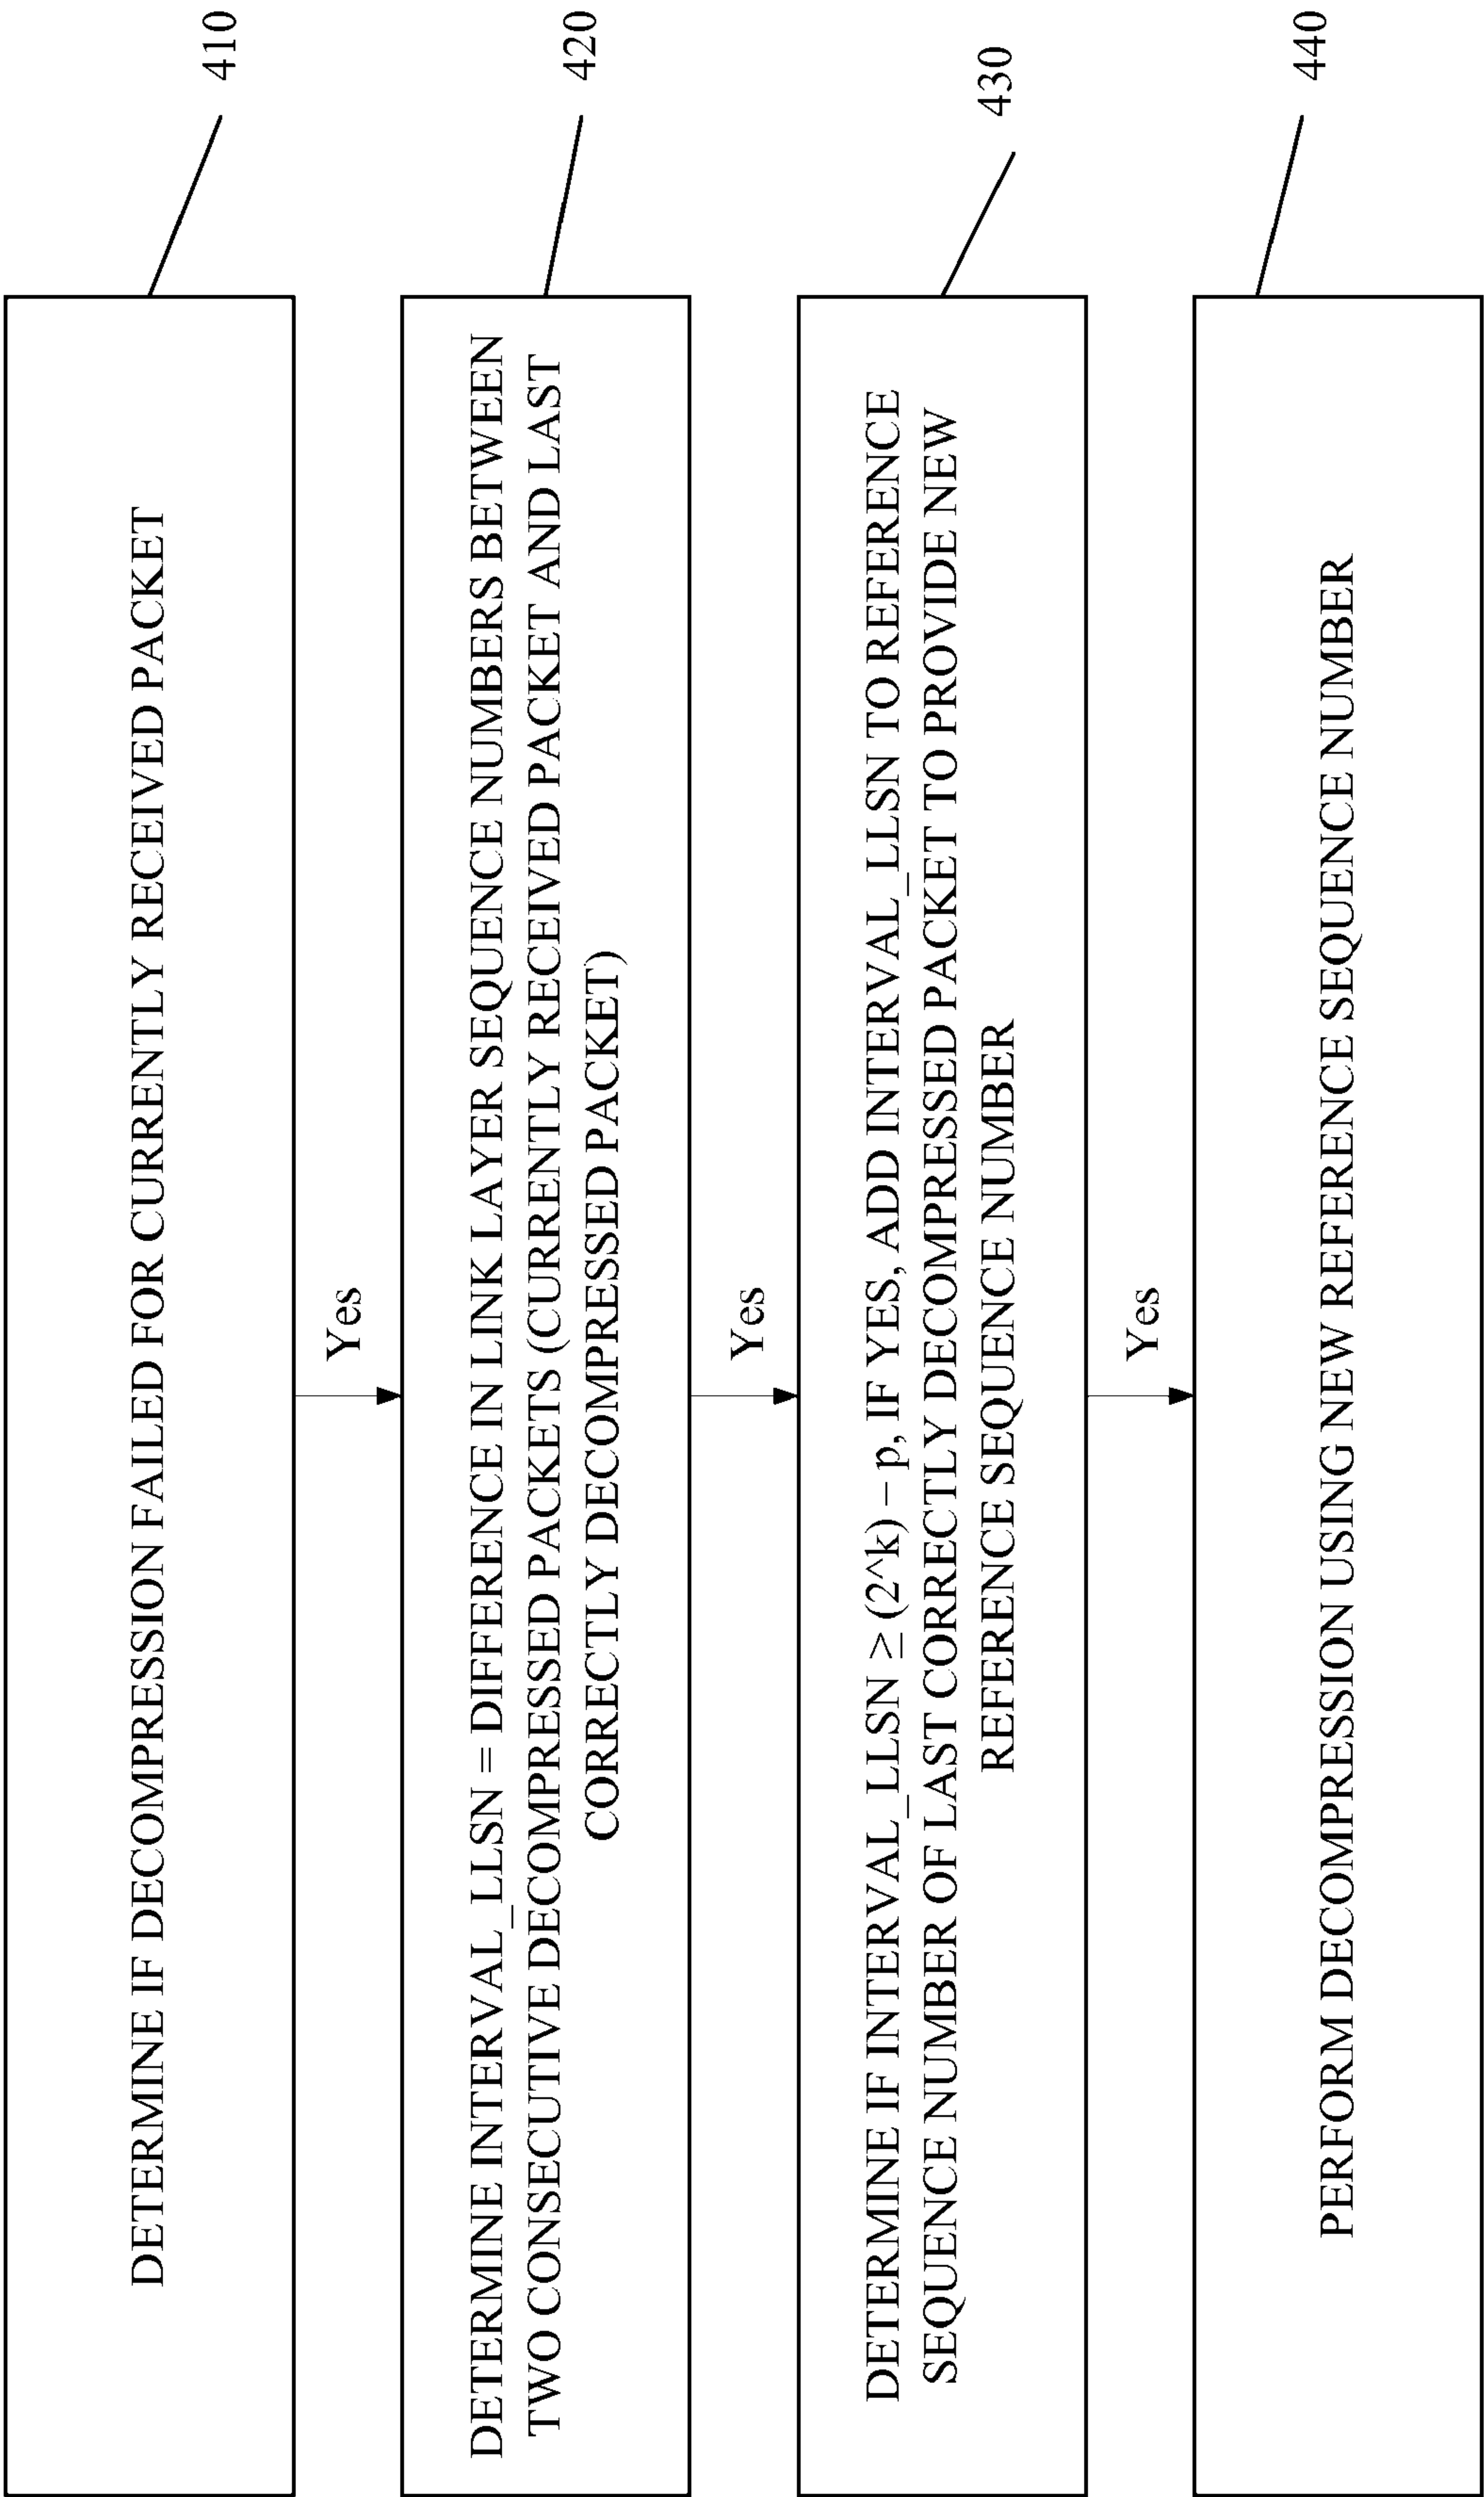 410
DETERMINE IF DECOMPRESSION FAILED FOR CURRENTLY RECEIVED PACKET
Yes
420
DETERMINE INTERVAL_LLSN = DIFFERENCE IN LINK LAYER SEQUENCE NUMBERS BETWEEN
TWO CONSECUTIVE DECOMPRESSED PACKETS (CURRENTLY RECEIVED PACKET AND LAST
CORRECTLY DECOMPRESSED PACKET)
Yes
430
DETERMINE IF INTERVAL_LLSN ≥ (2^k) – p, IF YES, ADD INTERVAL_LLSN TO REFERENCE
SEQUENCE NUMBER OF LAST CORRECTLY DECOMPRESSED PACKET TO PROVIDE NEW
REFERENCE SEQUENCE NUMBER
Yes
440
PERFORM DECOMPRESSION USING NEW REFERENCE SEQUENCE NUMBER